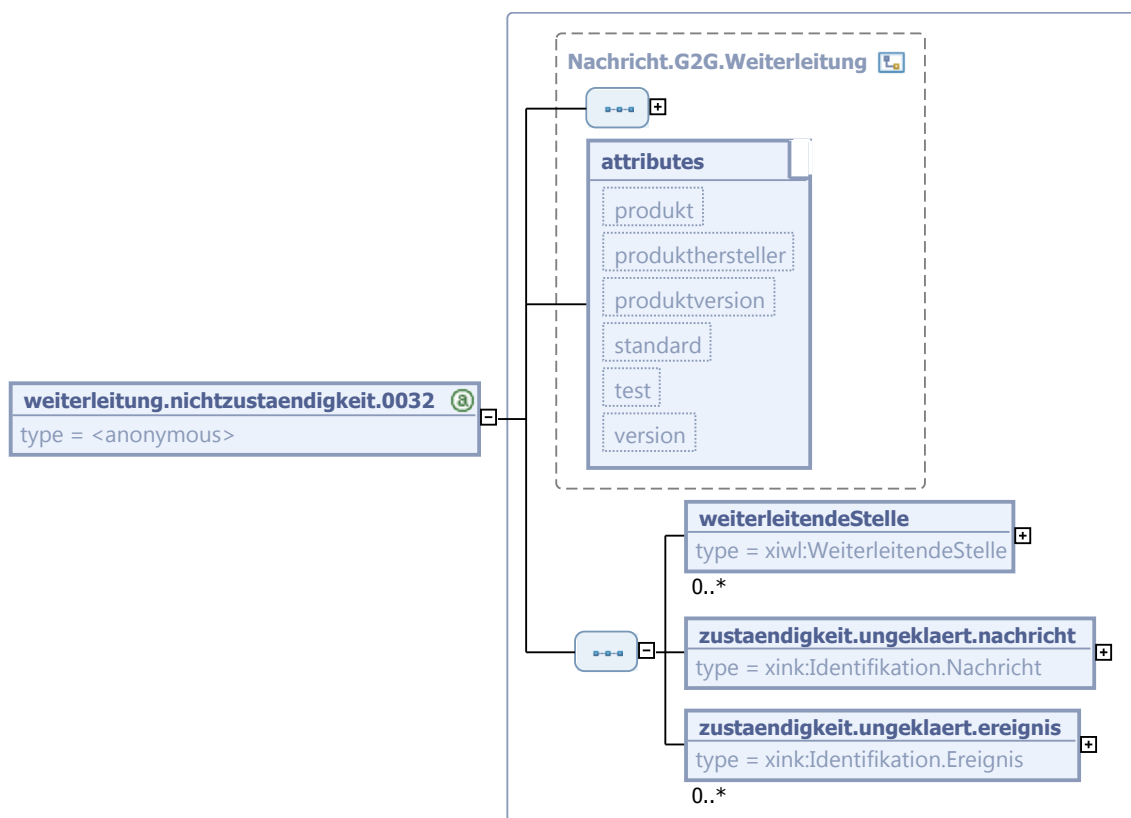 Nachricht.G2G.Weiterleitung
attributes
produkt
produkthersteller
produktversion
standard
test
version
weiterleitung.nichtzustaendigkeit.0032 a
type = <anonymous>
weiterleitendeStelle
type = xiwl:WeiterleitendeStelle
0..*
zustaendigkeit.ungeklaert.nachricht
type = xink:Identifikation.Nachricht
zustaendigkeit.ungeklaert.ereignis
type = xink:Identifikation.Ereignis
0..*